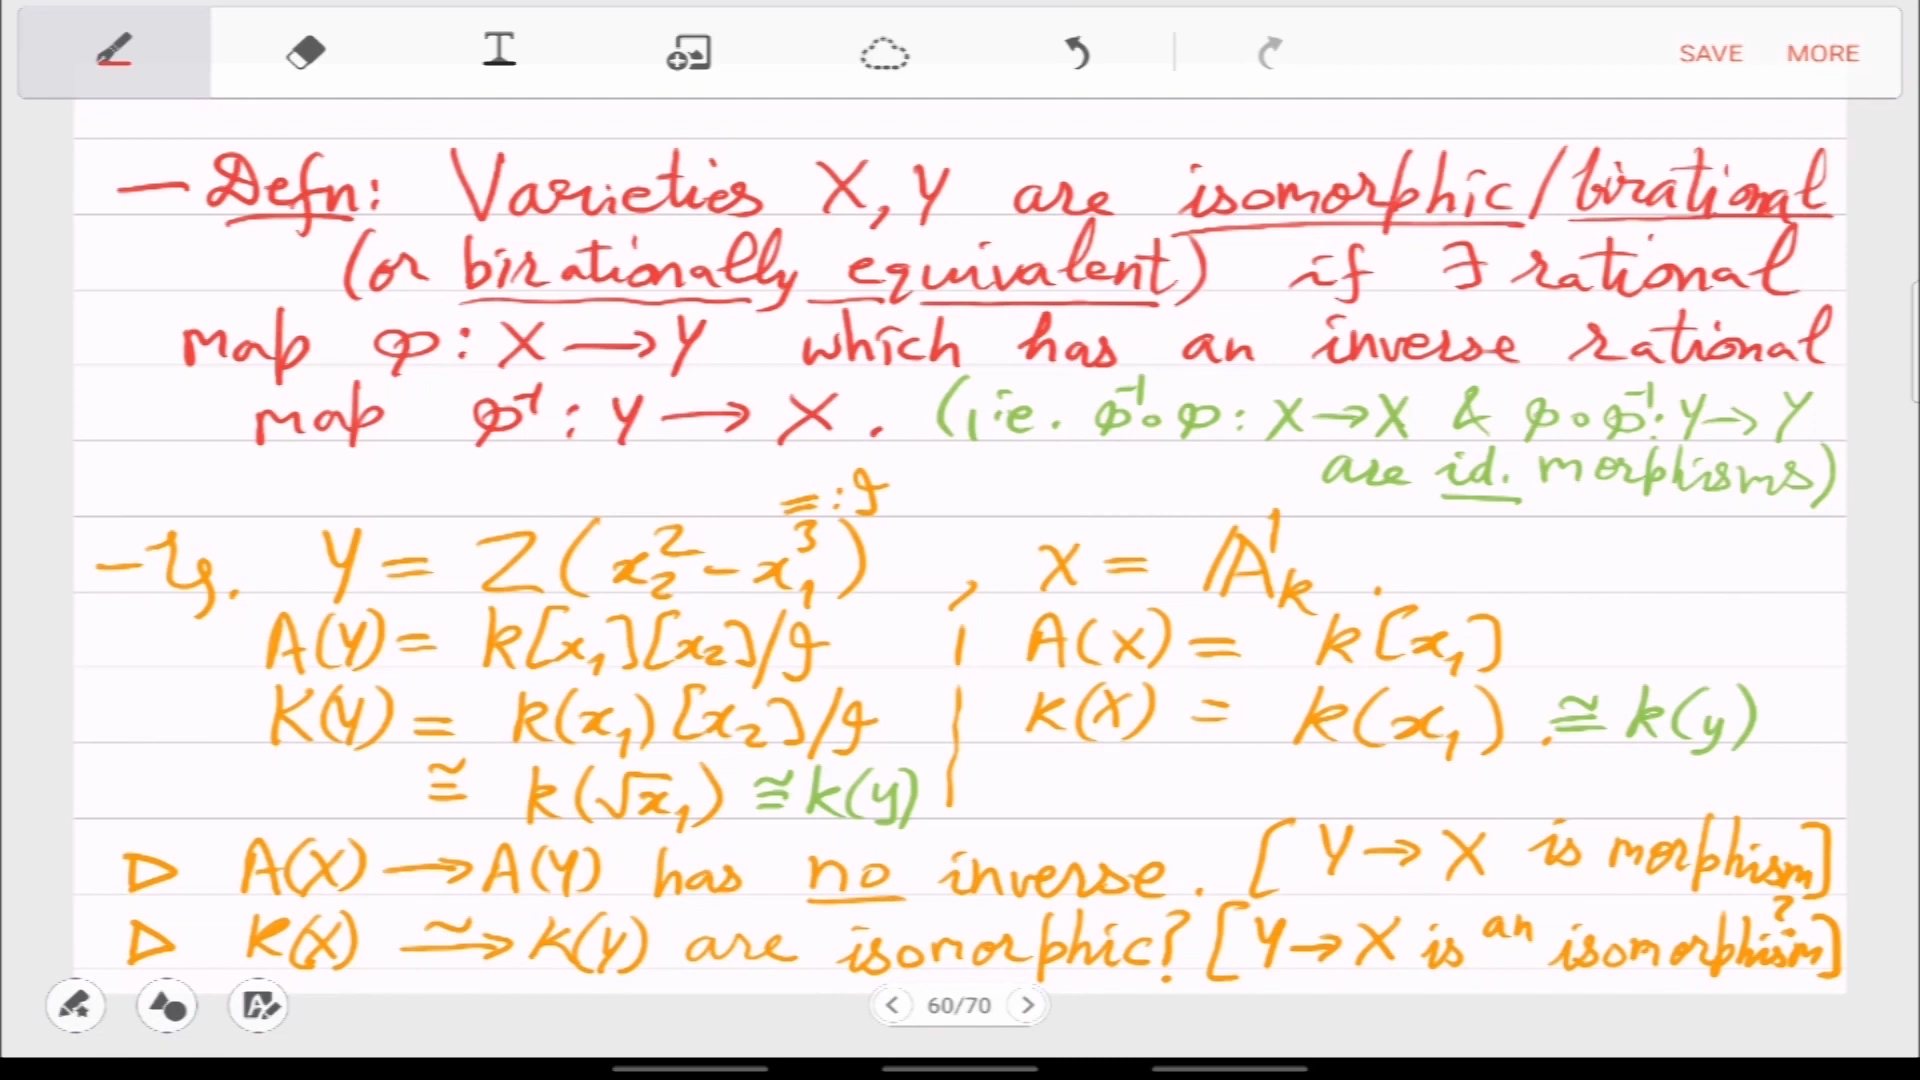 SAVE MORE
— Defn: Varieties X, Y are isomorphic/birational
(or birationally equivalent) if ∃ rational
map φ: X → Y which has an inverse rational
map φ⁻¹: Y → X. (i.e. φ⁻¹∘φ: X→X & φ∘φ⁻¹: Y→Y
are id. morphisms)
=: g
- Eg. Y = Z(x₂² - x₁³), X = A¹ₖ.
A(Y) = k[x₁][x₂]/g | A(X) = k[x₁]
K(Y) = k(x₁)[x₂]/g | K(X) = k(x₁). ≅ k(y)
≅ k(√x₁) ≅ k(y)
▷ A(X) → A(Y) has no inverse. [Y → X is morphism]
▷ K(X) ⥲ K(Y) are isomorphic? [Y → X is an isomorphism?]
60/70